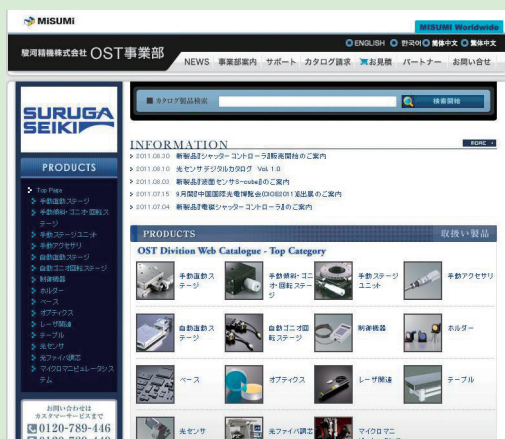 MiSUMi
MISUMI Worldwide
ENGLISH 한국어 簡体中文 繁体中文
駿河精機株式会社 OST事業部
NEWS 事業部案内 サポート カタログ請求 お見積 パートナー お問い合せ
SURUGA
SEIKI
カタログ製品検索
検索開始
INFORMATION
MORE
2011.08.30 新製品『シャッターコントローラ』販売開始のご案内
2011.08.10 光センサデジタルカタログ Vol. 1.0
2011.08.03 新製品『波面センサS-cube』のご案内
2011.07.15 9月開『中国国際光電博覧会(CIOE2011)』出展のご案内
2011.07.04 新製品『電磁シャッターコントローラ』のご案内
PRODUCTS
Top Page
手動直動ステージ
手動傾斜・ゴニオ・回転ス
テージ
手動ステージユニット
手動アクセサリ
自動直動ステージ
自動ゴニオ回転ステージ
制御機器
ホルダー
ベース
オプティクス
レーザ関連
テーブル
光センサ
光ファイバ調芯
マイクロマニピュレータシス
テム
お問い合わせは
カスタマーサービスまで
0120-789-446
PRODUCTS 取扱い製品
OST Divition Web Catalogue - Top Category
手動直動ス
テージ
手動傾斜・ゴニ
オ・回転ステー
ジ
手動ステージ
ユニット
手動アクセサリ
自動直動ス
テージ
自動ゴニオ回
転ステージ
制御機器
ホルダー
ベース
オプティクス
レーザ関連
テーブル
光センサ
光ファイバ調芯
マイクロマニ